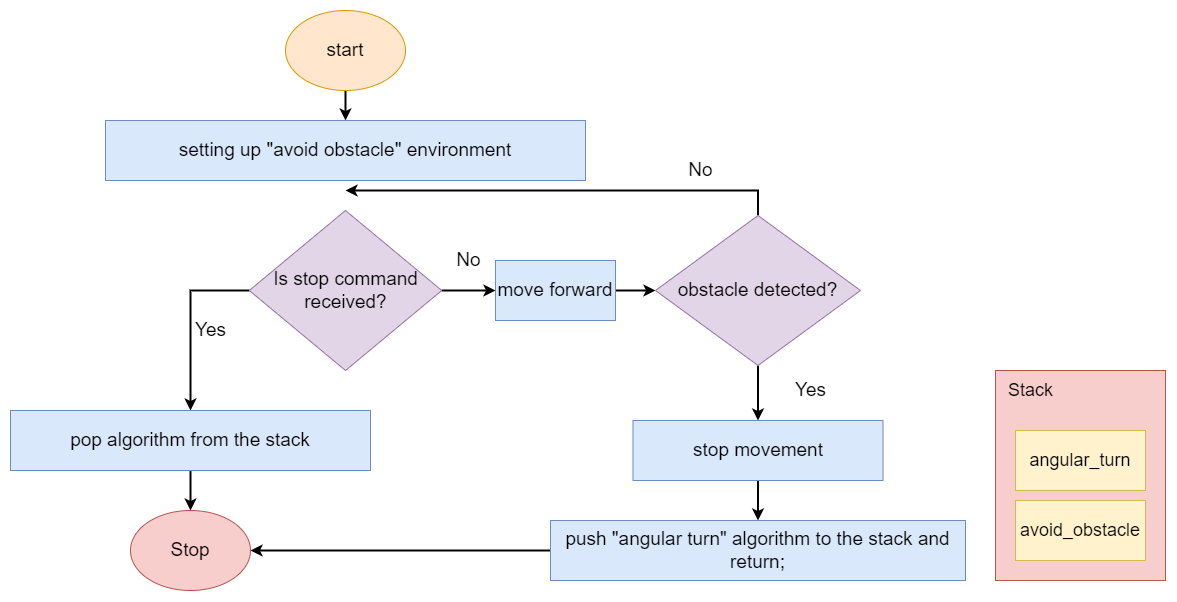 start
setting up "avoid obstacle" environment
No
Is stop command
received?
No
move forward
obstacle detected?
Yes
Yes
pop algorithm from the stack
stop movement
Stop
push "angular turn" algorithm to the stack and
return;
Stack
angular_turn
avoid_obstacle